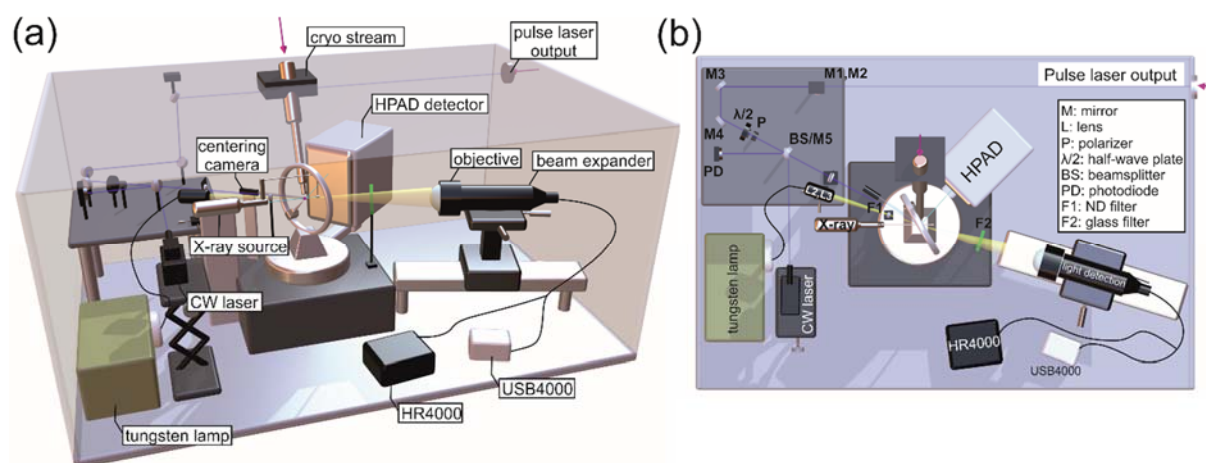 (a)
cryo stream
pulse laser
output
HPAD detector
centering
camera
objective
beam expander
X-ray source
CW laser
USB4000
HR4000
tungsten lamp
(b)
Pulse laser output
M3
M1,M2
λ/2
P
M4
BS/M5
PD
HPAD
M: mirror
L: lens
P: polarizer
λ/2: half-wave plate
BS: beamsplitter
PD: photodiode
F1: ND filter
F2: glass filter
F1
X-ray
F2
tungsten lamp
CW laser
light detection
HR4000
USB4000